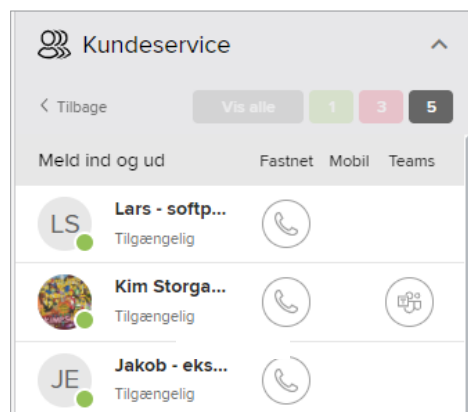 Kundeservice
Tilbage Vis alle 1 3 5
Meld ind og ud Fastnet Mobil Teams
LS Lars - softp...
Tilgængelig
Kim Storga...
Tilgængelig
JE Jakob - eks...
Tilgængelig